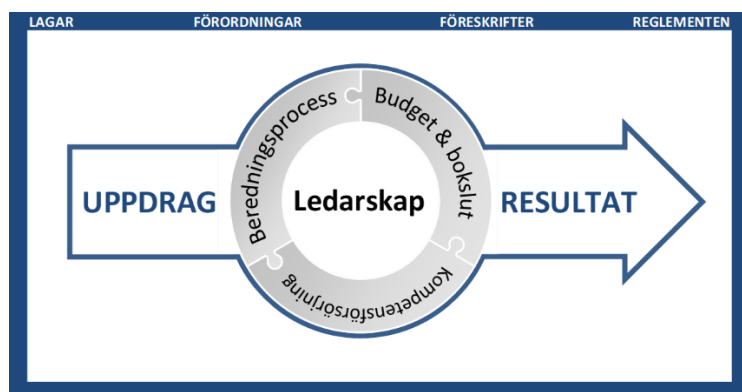 LAGAR FÖRORDNINGAR FÖRESKRIFTER REGLEMENTEN
Beredningsprocess
Budget & bokslut
UPPDRAG
Ledarskap
RESULTAT
Kompetensförsörjning